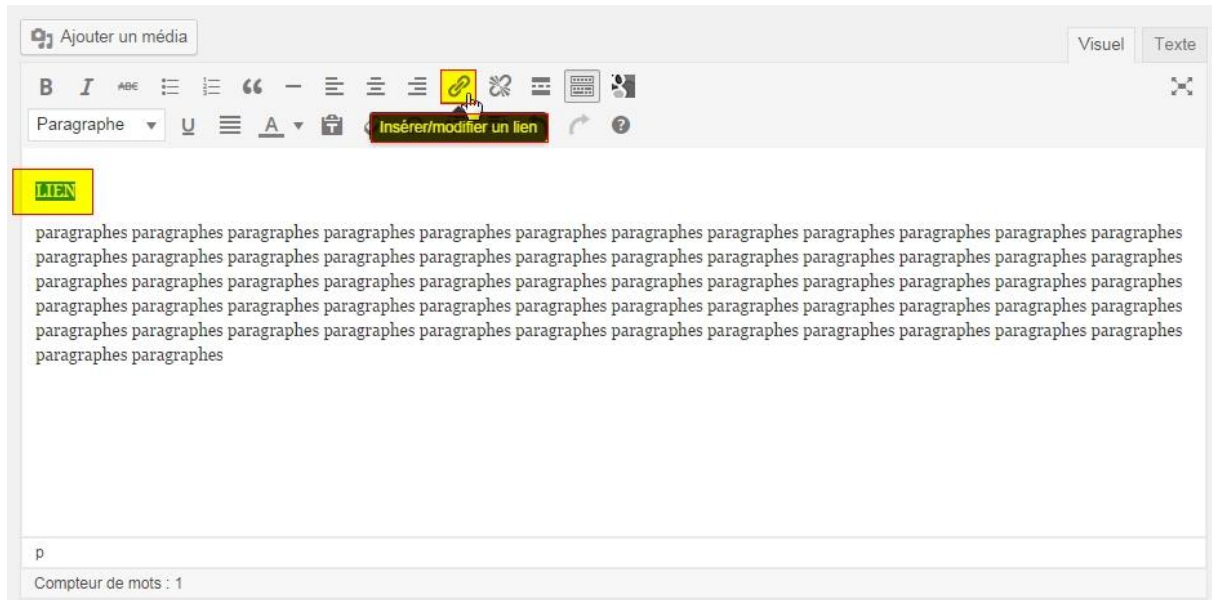 Ajouter un média
Visuel Texte
B I ABE
Paragraphe U A T
Insérer/modifier un lien ?
LIEN
paragraphes paragraphes paragraphes paragraphes paragraphes paragraphes paragraphes paragraphes paragraphes paragraphes paragraphes paragraphes
paragraphes paragraphes paragraphes paragraphes paragraphes paragraphes paragraphes paragraphes paragraphes paragraphes paragraphes paragraphes
paragraphes paragraphes paragraphes paragraphes paragraphes paragraphes paragraphes paragraphes paragraphes paragraphes paragraphes paragraphes
paragraphes paragraphes paragraphes paragraphes paragraphes paragraphes paragraphes paragraphes paragraphes paragraphes paragraphes paragraphes
paragraphes paragraphes paragraphes paragraphes paragraphes paragraphes paragraphes paragraphes paragraphes paragraphes paragraphes paragraphes
paragraphes paragraphes
p
Compteur de mots : 1